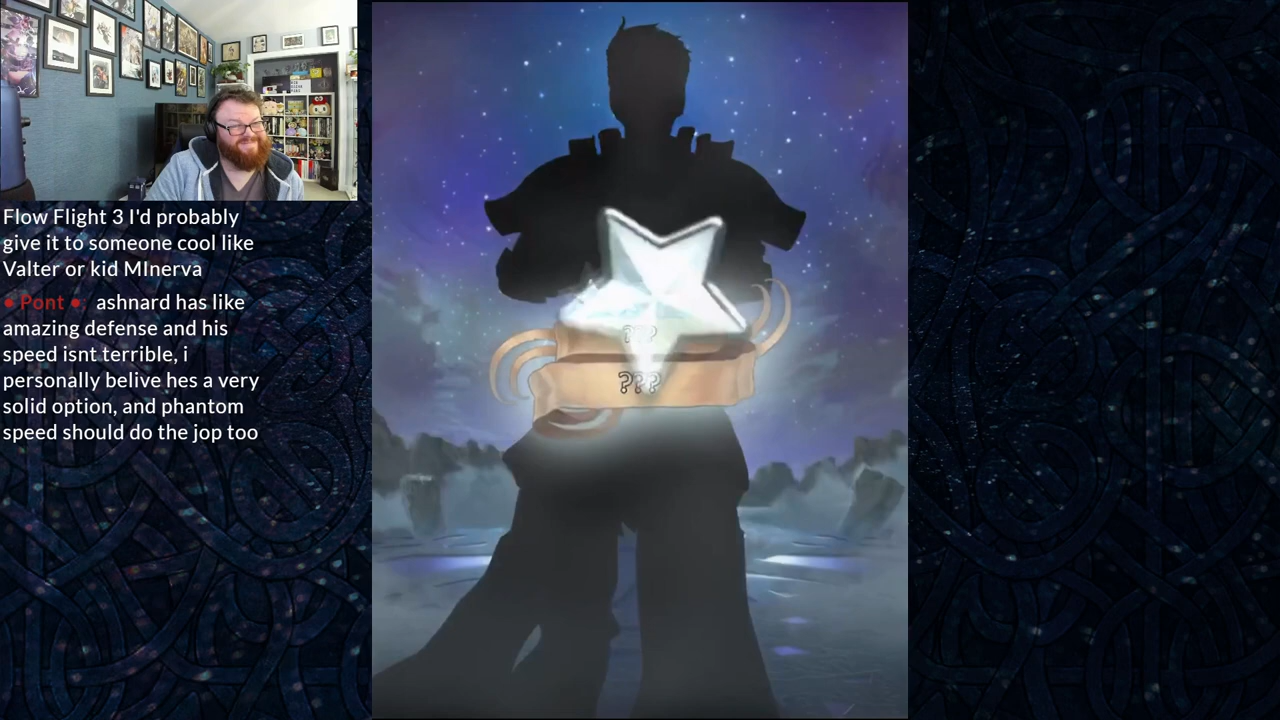 Flow Flight 3 I'd probably
give it to someone cool like
Valter or kid MInerva
• Pont • ashnard has like
amazing defense and his
speed isnt terrible, i
personally belive hes a very
solid option, and phantom
speed should do the jop too
???
???